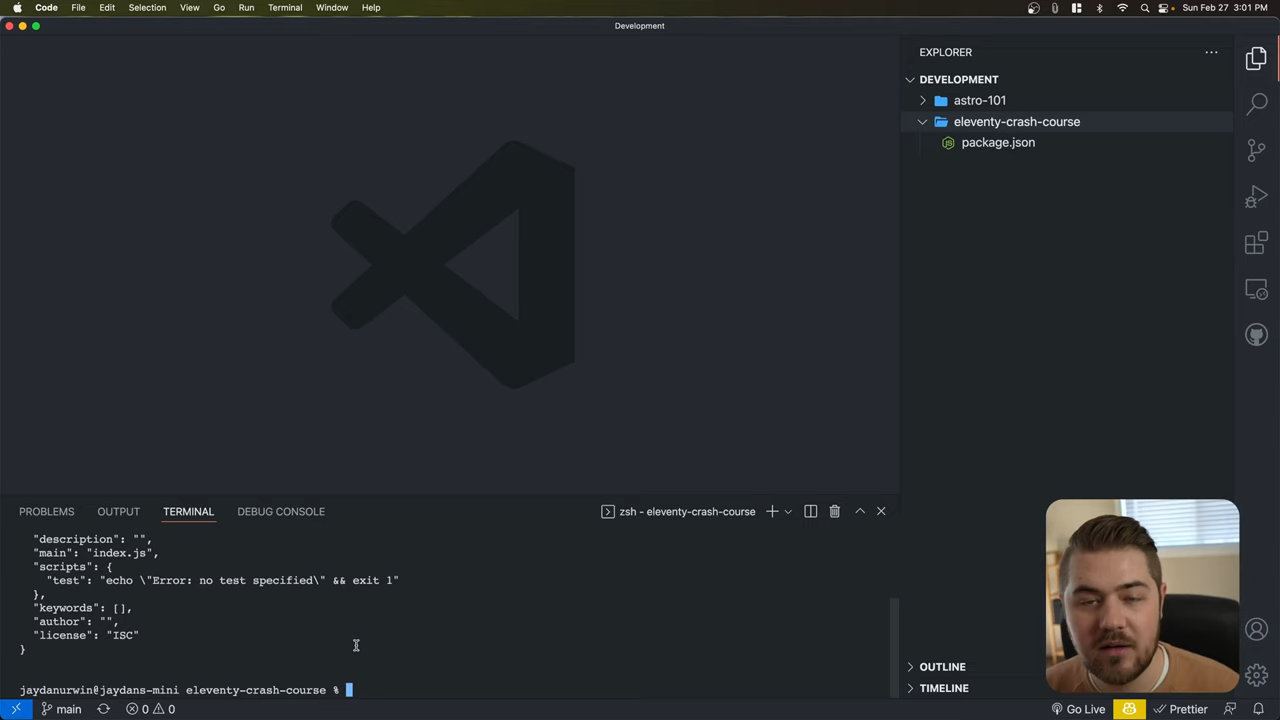 Code File Edit Selection View Go Run Terminal Window Help Sun Feb 27 3:01 PM
Development
EXPLORER
DEVELOPMENT
astro-101
eleventy-crash-course
package.json
PROBLEMS OUTPUT TERMINAL DEBUG CONSOLE zsh - eleventy-crash-course
"description": "",
"main": "index.js",
"scripts": {
"test": "echo \"Error: no test specified\" && exit 1"
},
"keywords": [],
"author": "",
"license": "ISC"
}
jaydanurwin@jaydans-mini eleventy-crash-course %
OUTLINE
TIMELINE
main 0 0 Go Live Prettier